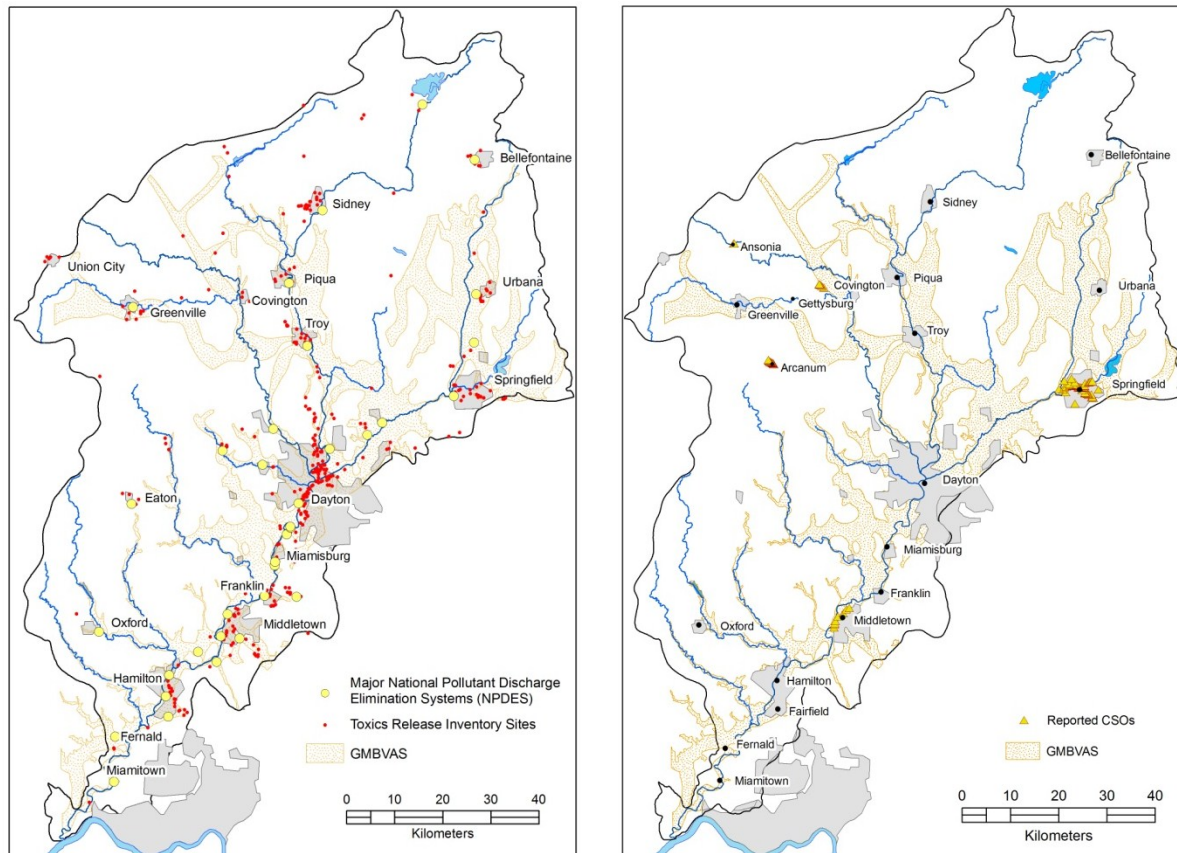 Bellefontaine
Sidney
Union City
Piqua
Urbana
Covington
Greenville
Troy
Springfield
Eaton
Dayton
Miamisburg
Franklin
Oxford
Middletown
Hamilton
Fernald
Miamitown
Major National Pollutant Discharge
Elimination Systems (NPDES)
Toxics Release Inventory Sites
GMBVAS
0 10 20 30 40
Kilometers
Bellefontaine
Sidney
Ansonia
Piqua
Covington
Urbana
Gettysburg
Greenville
Troy
Arcanum
Springfield
Dayton
Miamisburg
Franklin
Middletown
Oxford
Hamilton
Fairfield
Fernald
Miamitown
Reported CSOs
GMBVAS
0 10 20 30 40
Kilometers